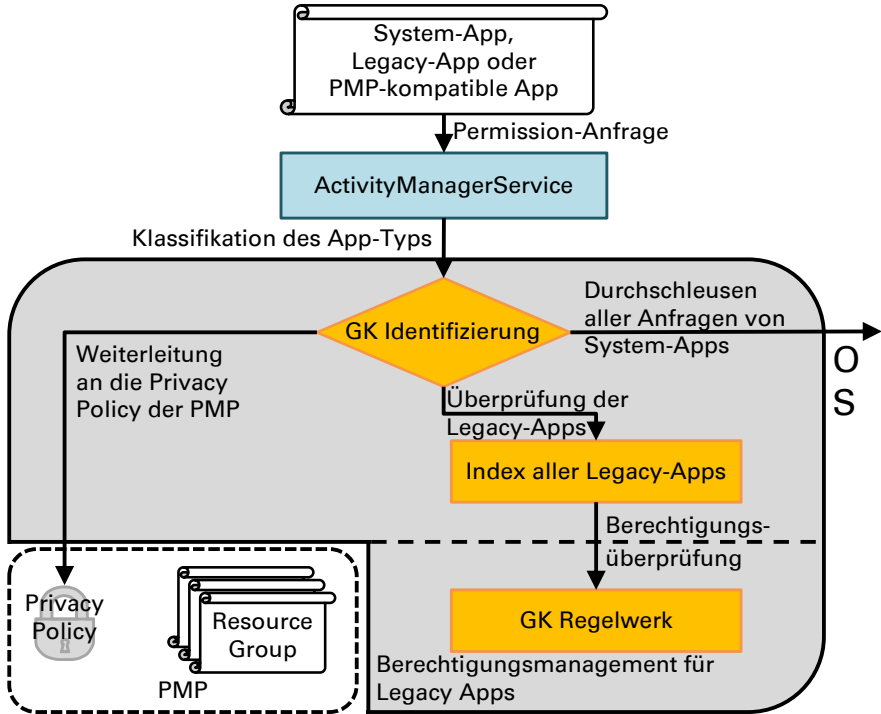 System-App,
Legacy-App oder
PMP-kompatible App
Permission-Anfrage
ActivityManagerService
Klassifikation des App-Typs
GK Identifizierung
Durchschleusen
aller Anfragen von
System-Apps
O
S
Weiterleitung
an die Privacy
Policy der PMP
Überprüfung der
Legacy-Apps
Index aller Legacy-Apps
Berechtigungs-
überprüfung
GK Regelwerk
Berechtigungsmanagement für
Legacy Apps
Privacy
Policy
Resource
Group
PMP